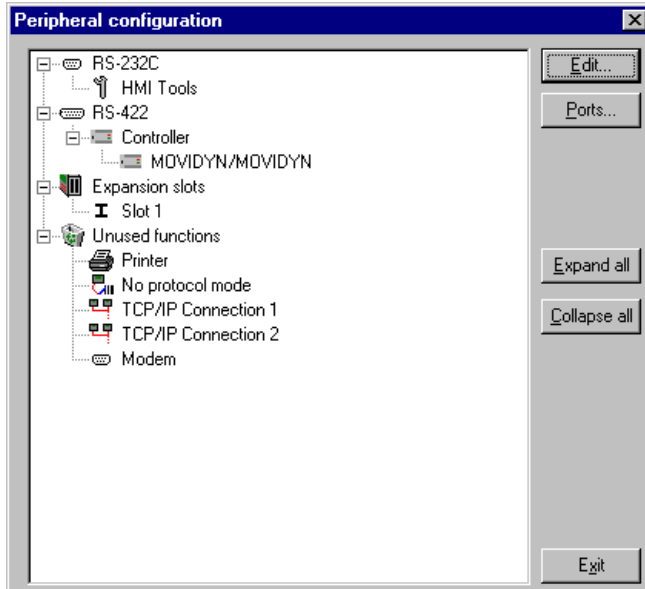 Peripheral configuration
RS-232C
HMI Tools
RS-422
Controller
MOVIDYN/MOVIDYN
Expansion slots
Slot 1
Unused functions
Printer
No protocol mode
TCP/IP Connection 1
TCP/IP Connection 2
Modem
Edit...
Ports...
Expand all
Collapse all
Exit